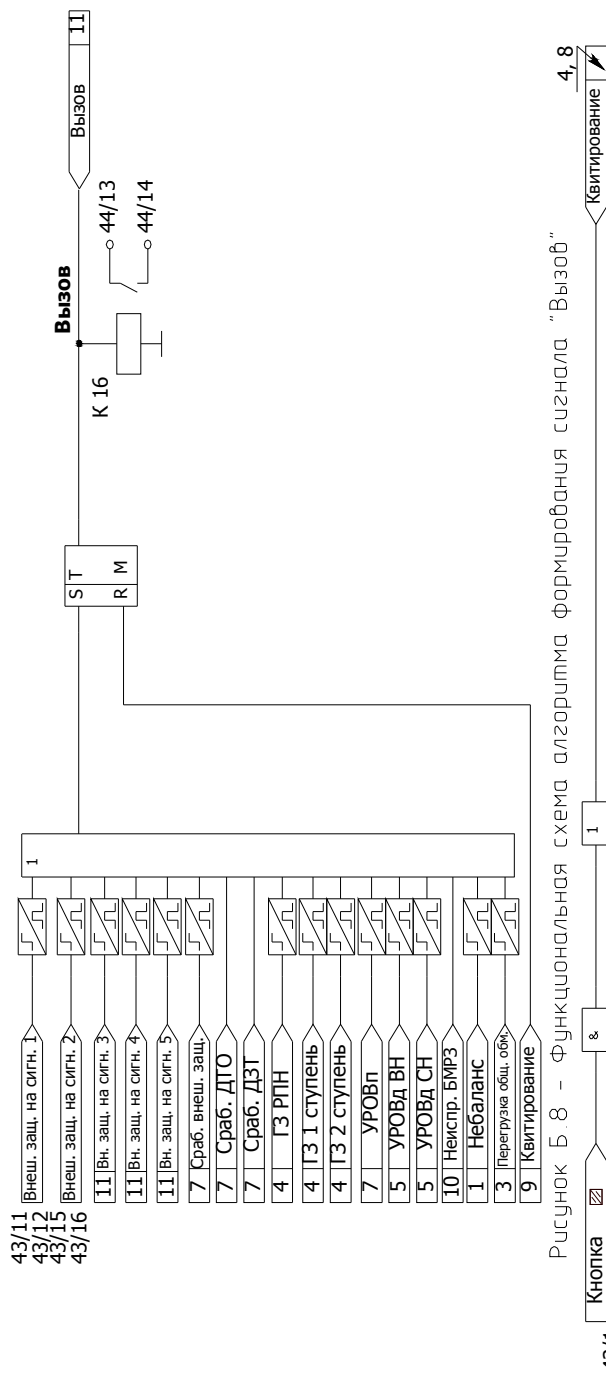 43/11
43/12
Внеш. защ. на сигн. 1
43/15
43/16
Внеш. защ. на сигн. 2
11 Вн. защ. на сигн. 3
11 Вн. защ. на сигн. 4
11 Вн. защ. на сигн. 5
7 Сраб. внеш. защ.
7 Сраб. ДТО
7 Сраб. ДЗТ
4 ГЗ РПН
4 ГЗ 1 ступень
4 ГЗ 2 ступень
7 УРОВп
5 УРОВд ВН
5 УРОВд СН
10 Неиспр. БМРЗ
1 Небаланс
3 Перегрузка общ. обм.
9 Квитирование
1
S T
R M
Вызов
К 16
44/13
44/14
Вызов 11
Рисунок Б.8 - Функциональная схема алгоритма формирования сигнала "Вызов"
Кнопка
&
1
Квитирование
4, 8